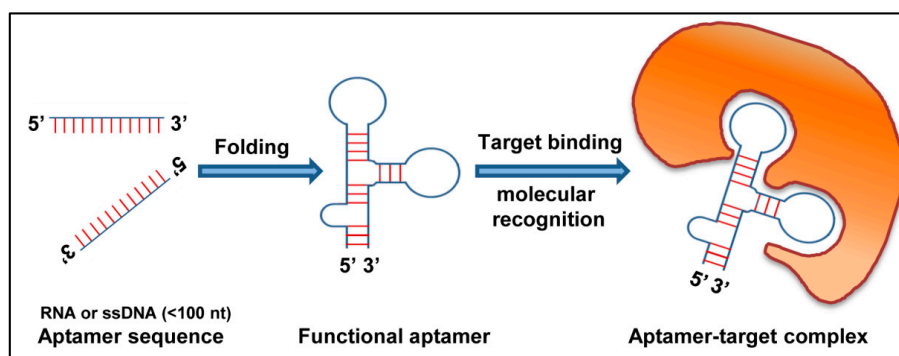 5’ 3’
5’
3’
Folding
5’ 3’
Target binding
molecular
recognition
5’ 3’
RNA or ssDNA (<100 nt)
Aptamer sequence
Functional aptamer
Aptamer-target complex